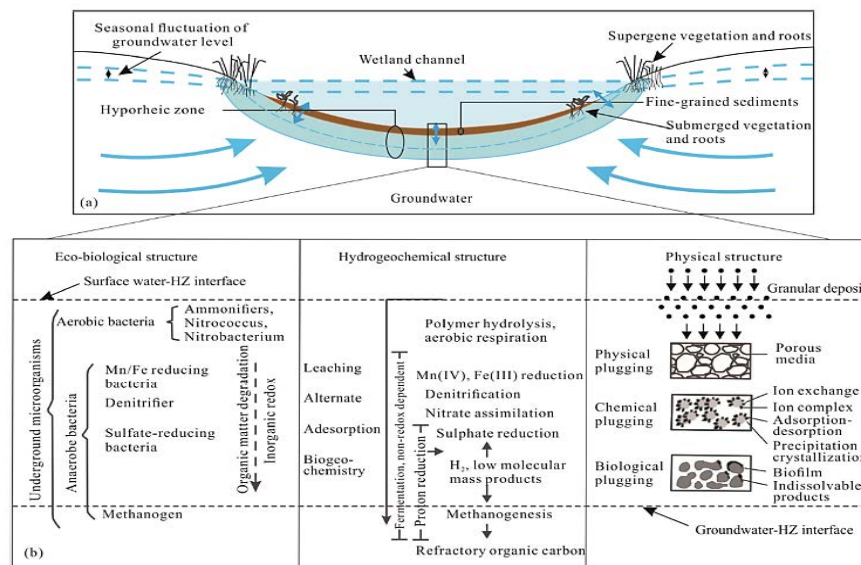 Seasonal fluctuation of
groundwater level
Supergene vegetation and roots
Wetland channel
Hyporheic zone
Fine-grained sediments
Submerged vegetation
and roots
Groundwater
(a)
Eco-biological structure
Hydrogeochemical structure
Physical structure
Surface water-HZ interface
Granular deposit
Underground microorganisms
Aerobic bacteria
Ammonifiers,
Nitrococcus,
Nitrobacterium
Anaerobe bacteria
Mn/Fe reducing
bacteria
Denitrifier
Sulfate-reducing
bacteria
Methanogen
Organic matter degradation
Inorganic redox
Leaching
Alternate
Adesorption
Biogeo-
chemistry
Fermentation, non-redox dependent
Proton reduction
Polymer hydrolysis,
aerobic respiration
Mn(IV), Fe(III) reduction
Denitrification
Nitrate assimilation
Sulphate reduction
H₂, low molecular
mass products
Methanogenesis
Refractory organic carbon
Physical
plugging
Porous
media
Chemical
plugging
Ion exchange
Ion complex
Adsorption-
desorption
Precipitation
crystallization
Biological
plugging
Biofilm
Indissolvable
products
Groundwater-HZ interface
(b)